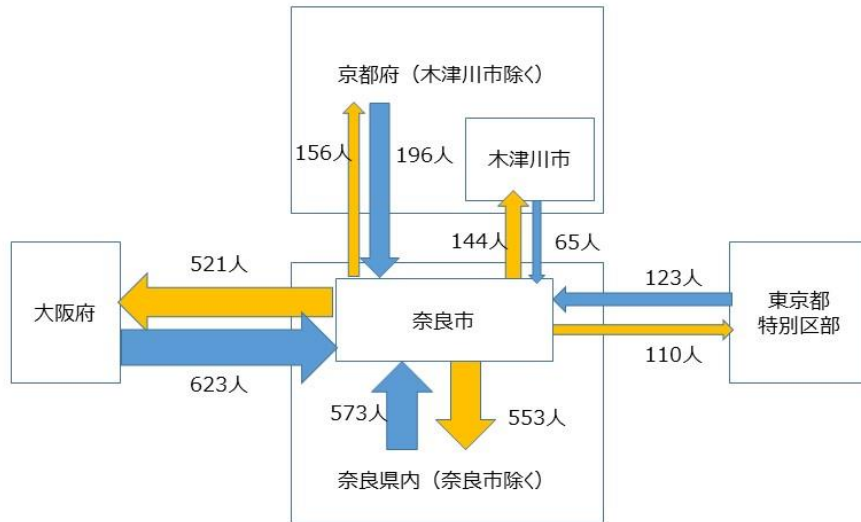 京都府（木津川市除く）
156人
196人
木津川市
144人
65人
521人
123人
大阪府
奈良市
東京都
特別区部
623人
110人
573人
553人
奈良県内（奈良市除く）